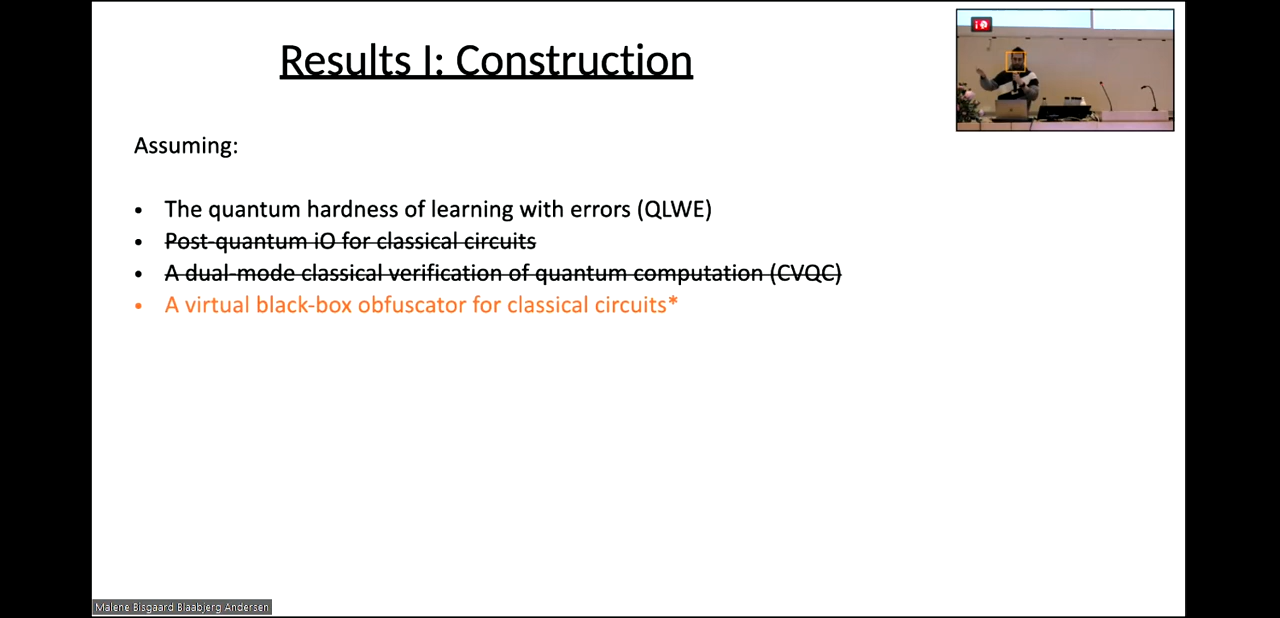 Results I: Construction
Assuming:
• The quantum hardness of learning with errors (QLWE)
• Post-quantum iO for classical circuits
• A dual-mode classical verification of quantum computation (CVQC)
• A virtual black-box obfuscator for classical circuits*
Malene Bisgaard Blaabjerg Andersen